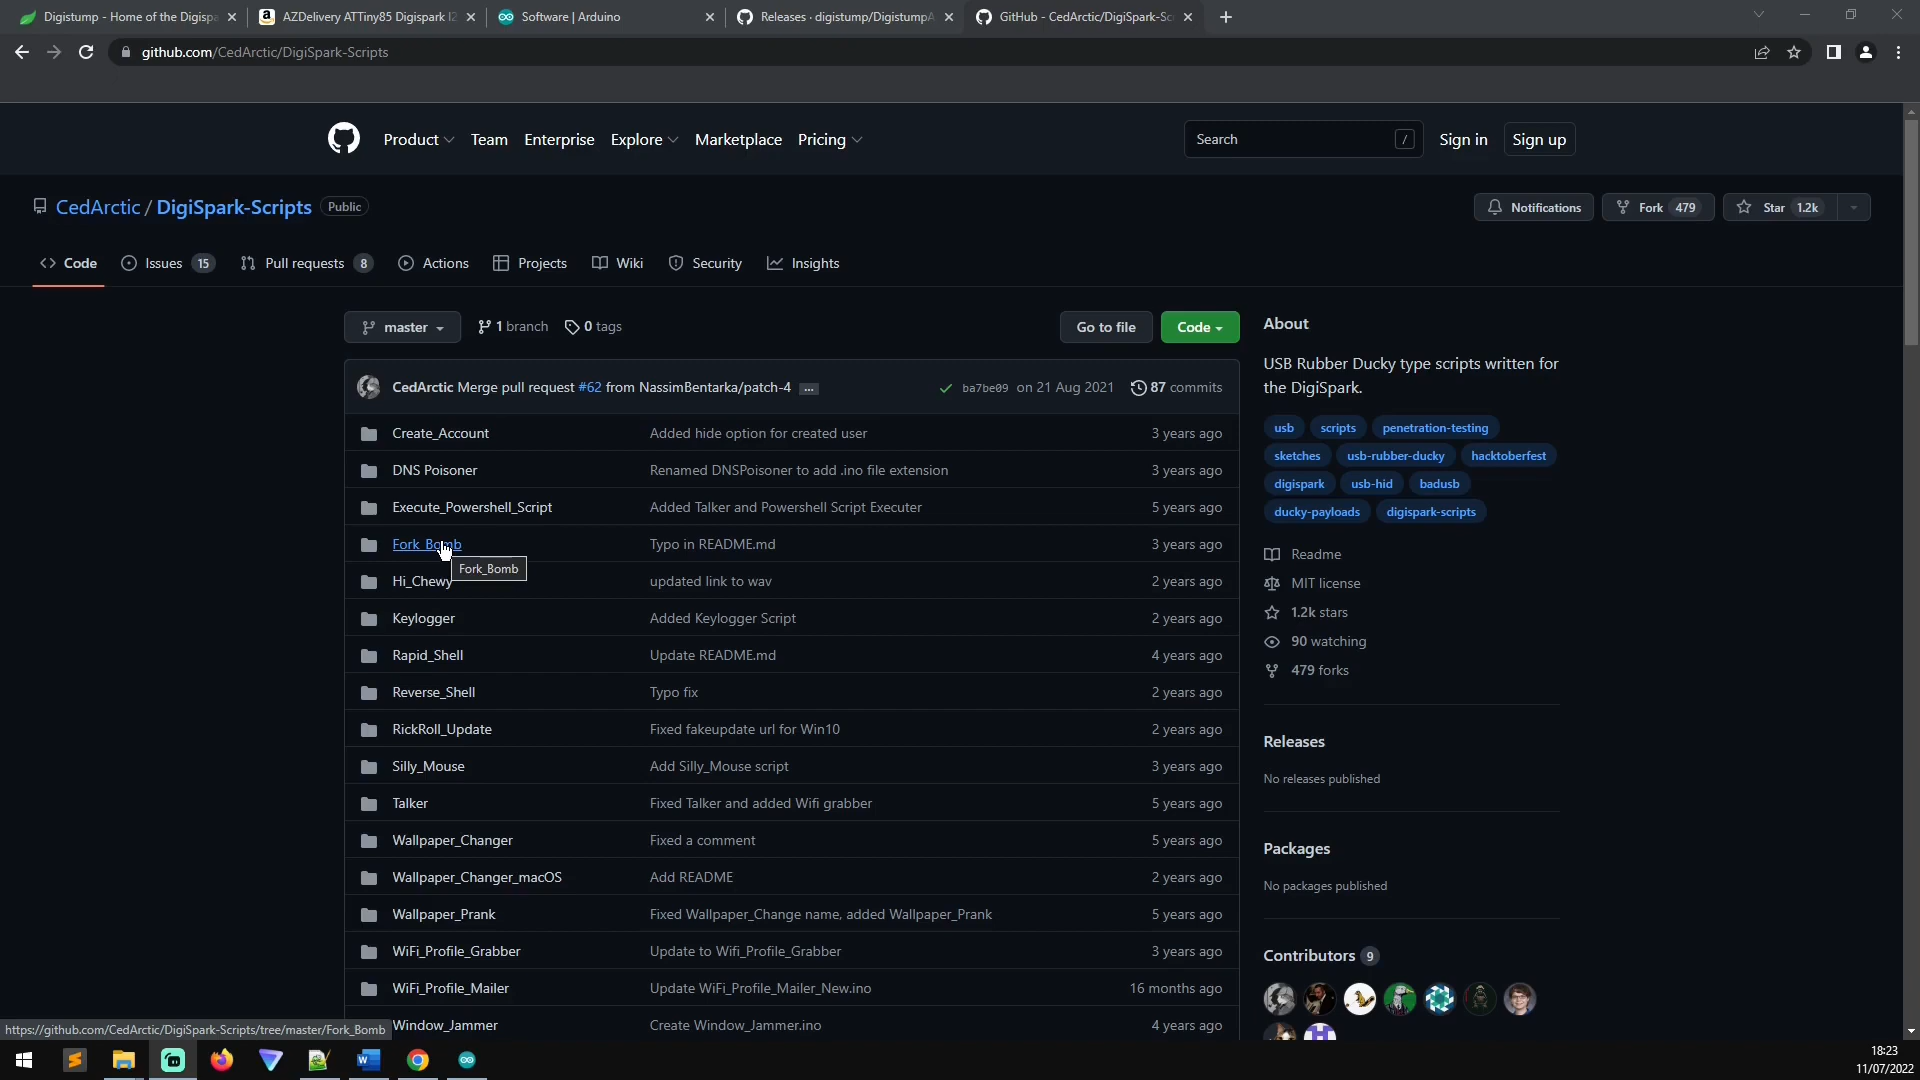 Digistump - Home of the Digispa
AZDelivery ATTiny85 Digispark I2
Software | Arduino
Releases · digistump/DigistumpA
GitHub - CedArctic/DigiSpark-Sc
github.com/CedArctic/DigiSpark-Scripts
Product Team Enterprise Explore Marketplace Pricing
Search /
Sign in
Sign up
CedArctic / DigiSpark-Scripts Public
Notifications
Fork 479
Star 1.2k
Code
Issues 15
Pull requests 8
Actions
Projects
Wiki
Security
Insights
master
1 branch
0 tags
Go to file
Code
CedArctic Merge pull request #62 from NassimBentarka/patch-4 ...
ba7be09 on 21 Aug 2021
87 commits
Create_Account Added hide option for created user 3 years ago
DNS Poisoner Renamed DNSPoisoner to add .ino file extension 3 years ago
Execute_Powershell_Script Added Talker and Powershell Script Executer 5 years ago
Fork_Bomb Typo in README.md 3 years ago
Fork_Bomb
Hi_Chewy updated link to wav 2 years ago
Keylogger Added Keylogger Script 2 years ago
Rapid_Shell Update README.md 4 years ago
Reverse_Shell Typo fix 2 years ago
RickRoll_Update Fixed fakeupdate url for Win10 2 years ago
Silly_Mouse Add Silly_Mouse script 3 years ago
Talker Fixed Talker and added Wifi grabber 5 years ago
Wallpaper_Changer Fixed a comment 5 years ago
Wallpaper_Changer_macOS Add README 2 years ago
Wallpaper_Prank Fixed Wallpaper_Change name, added Wallpaper_Prank 5 years ago
WiFi_Profile_Grabber Update to Wifi_Profile_Grabber 3 years ago
WiFi_Profile_Mailer Update WiFi_Profile_Mailer_New.ino 16 months ago
Window_Jammer Create Window_Jammer.ino 4 years ago
About
USB Rubber Ducky type scripts written for
the DigiSpark.
usb scripts penetration-testing
sketches usb-rubber-ducky hacktoberfest
digispark usb-hid badusb
ducky-payloads digispark-scripts
Readme
MIT license
1.2k stars
90 watching
479 forks
Releases
No releases published
Packages
No packages published
Contributors 9
https://github.com/CedArctic/DigiSpark-Scripts/tree/master/Fork_Bomb
18:23
11/07/2022